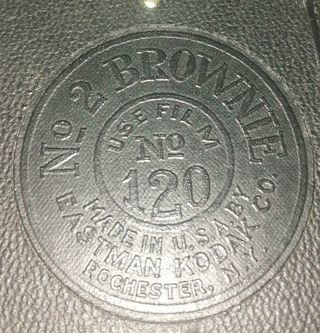 No 2 BROWNIE
USE FILM
No
120
MADE IN U.S.A. BY
EASTMAN KODAK CO.
ROCHESTER, N.Y.